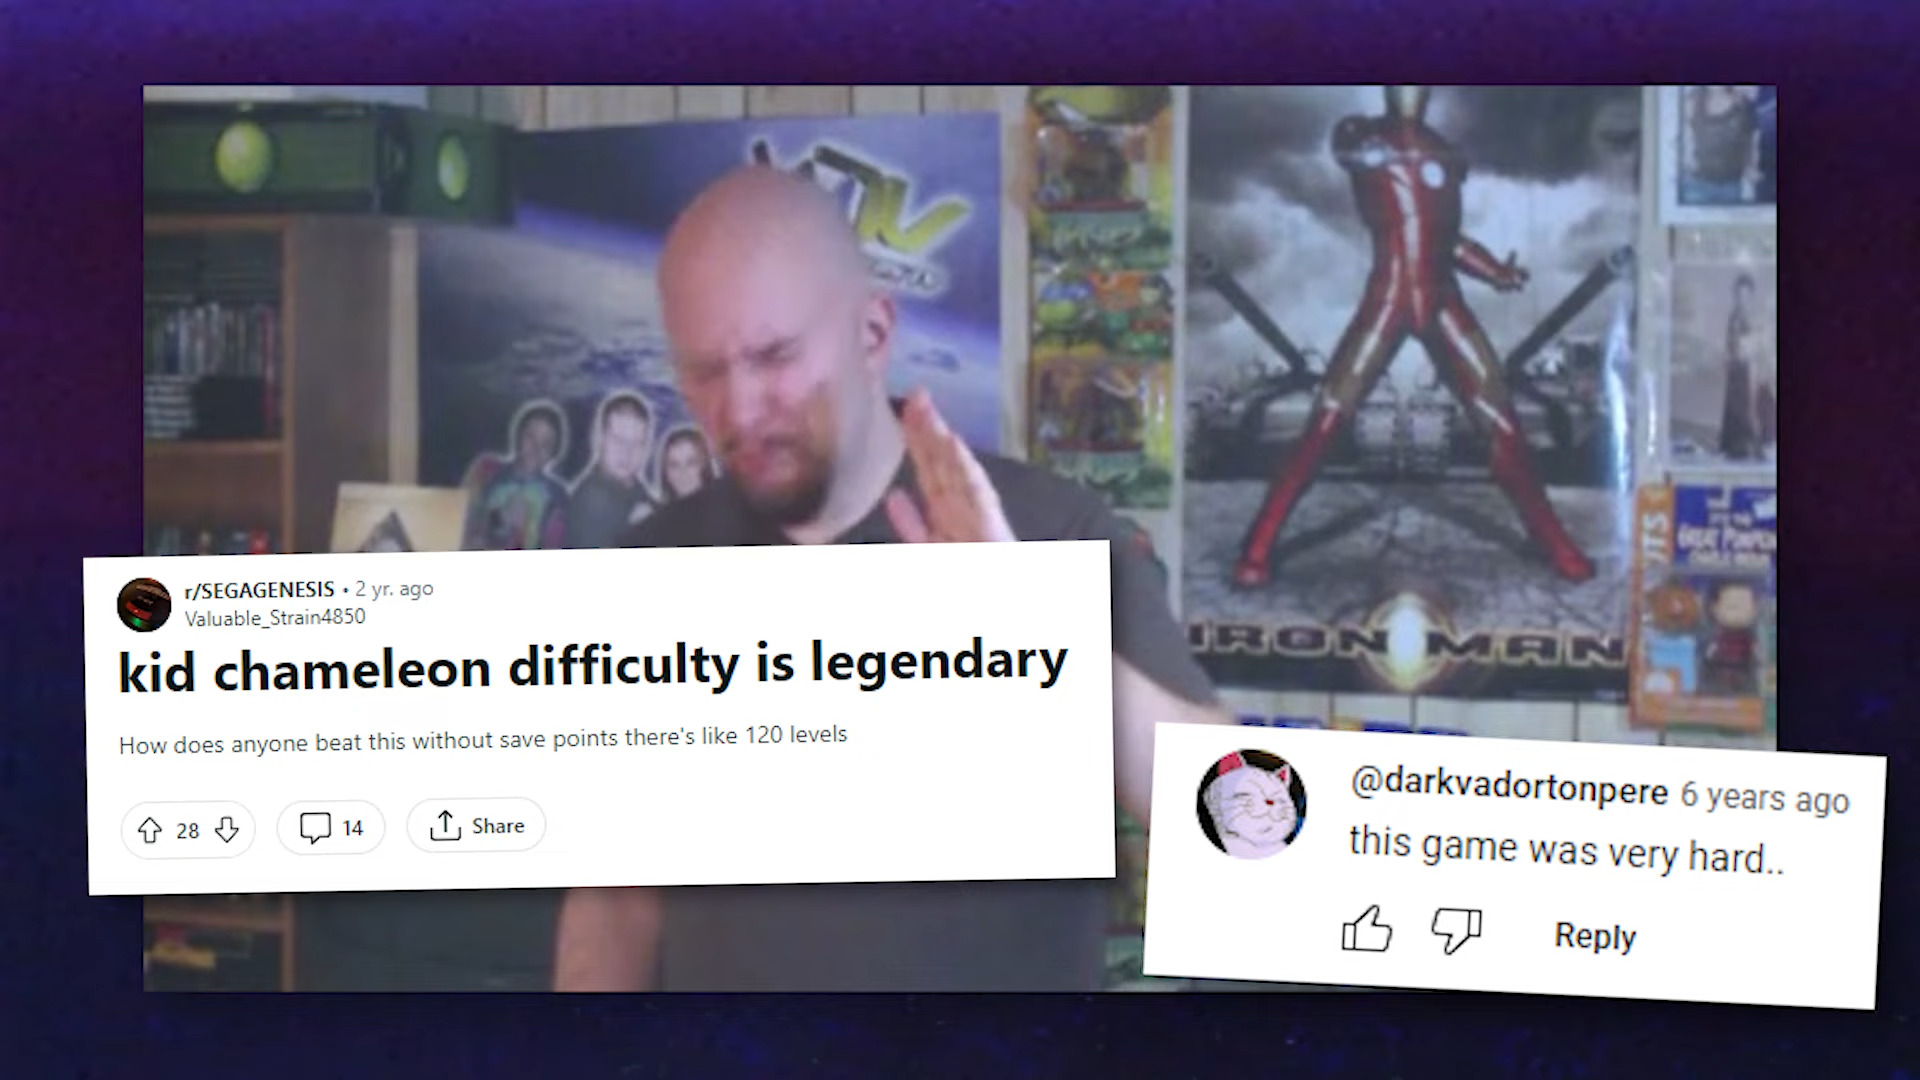 r/SEGAGENESIS • 2 yr. ago
Valuable_Strain4850
kid chameleon difficulty is legendary
How does anyone beat this without save points there's like 120 levels
28
14
Share
IRON MAN
@darkvadortonpere 6 years ago
this game was very hard..
Reply